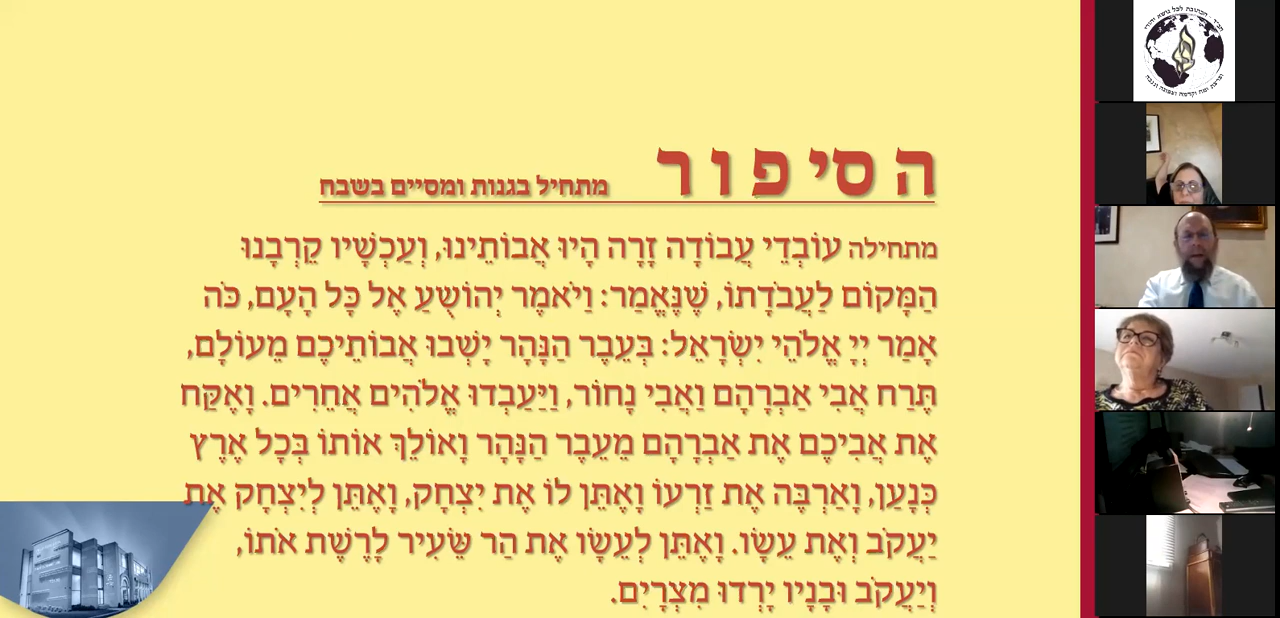 הסיפור מתחיל בגנות ומסיים בשבח
מתחילה עוֹבְדֵי עֲבוֹדָה זָרָה הָיוּ אֲבוֹתֵינוּ, וְעַכְשָׁיו קֵרְבָנוּ
הַמָּקוֹם לַעֲבֹדָתוֹ, שֶׁנֶּאֱמַר: וַיֹאמֶר יְהוֹשֻׁעַ אֶל כָּל הָעָם, כֹּה
אָמַר יְיָ אֱלֹהֵי יִשְׂרָאֵל: בְּעֵבֶר הַנָּהָר יָשְׁבוּ אֲבוֹתֵיכֶם מֵעוֹלָם,
תֶּרַח אֲבִי אַבְרָהָם וַאֲבִי נָחוֹר, וַיַּעַבְדוּ אֱלֹהִים אֲחֵרִים. וָאֶקַּח
אֶת אֲבִיכֶם אֶת אַבְרָהָם מֵעֵבֶר הַנָּהָר וָאוֹלֵךְ אוֹתוֹ בְּכָל אֶרֶץ
כְּנָעַן, וָאַרְבֶּה אֶת זַרְעוֹ וָאֶתֵּן לוֹ אֶת יִצְחָק, וָאֶתֵּן לְיִצְחָק אֶת
יַעֲקֹב וְאֶת עֵשָׂו. וָאֶתֵּן לְעֵשָׂו אֶת הַר שֵּׂעִיר לָרֶשֶׁת אֹתוֹ,
וְיַעֲקֹב וּבָנָיו יָרְדוּ מִצְרָיִם.